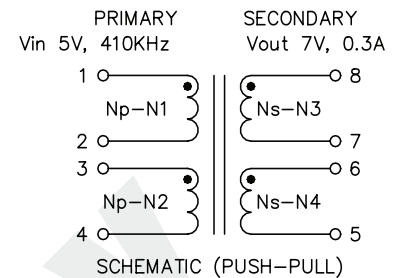 PRIMARY SECONDARY
Vin 5V, 410KHz Vout 7V, 0.3A
1 8
Np-N1 Ns-N3
2 7
3 6
Np-N2 Ns-N4
4 5
SCHEMATIC (PUSH-PULL)